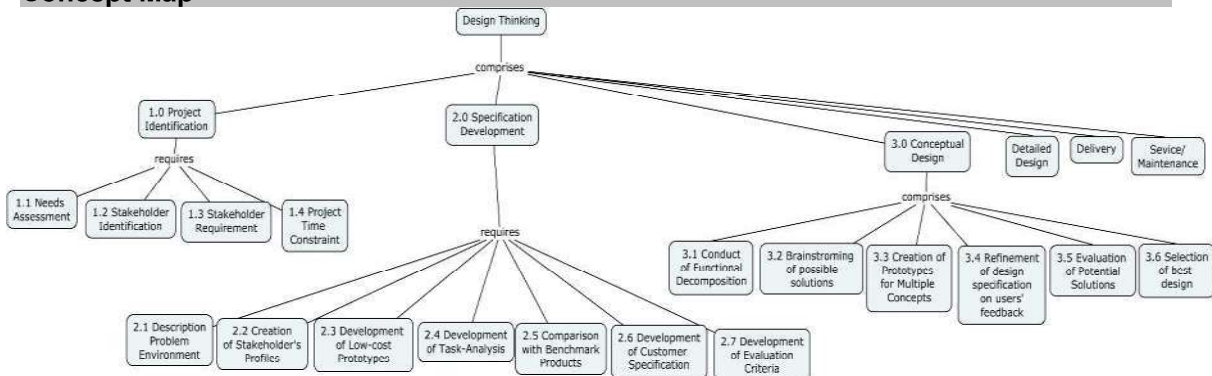 Concept Map
Design Thinking
comprises
1.0 Project
Identification
2.0 Specification
Development
3.0 Conceptual
Design
Detailed
Design
Delivery
Sevice/
Maintenance
requires
1.1 Needs
Assessment
1.2 Stakeholder
Identification
1.3 Stakeholder
Requirement
1.4 Project
Time
Constraint
requires
2.1 Description
Problem
Environment
2.2 Creation
of Stakeholder's
Profiles
2.3 Development
of Low-cost
Prototypes
2.4 Development
of Task-Analysis
2.5 Comparison
with Benchmark
Products
2.6 Development
of Customer
Specification
2.7 Development
of Evaluation
Criteria
comprises
3.1 Conduct
of Functional
Decomposition
3.2 Brainstroming
of possible
solutions
3.3 Creation of
Prototypes
for Multiple
Concepts
3.4 Refinement
of design
specification
on users'
feedback
3.5 Evaluation
of Potential
Solutions
3.6 Selection
of best
design